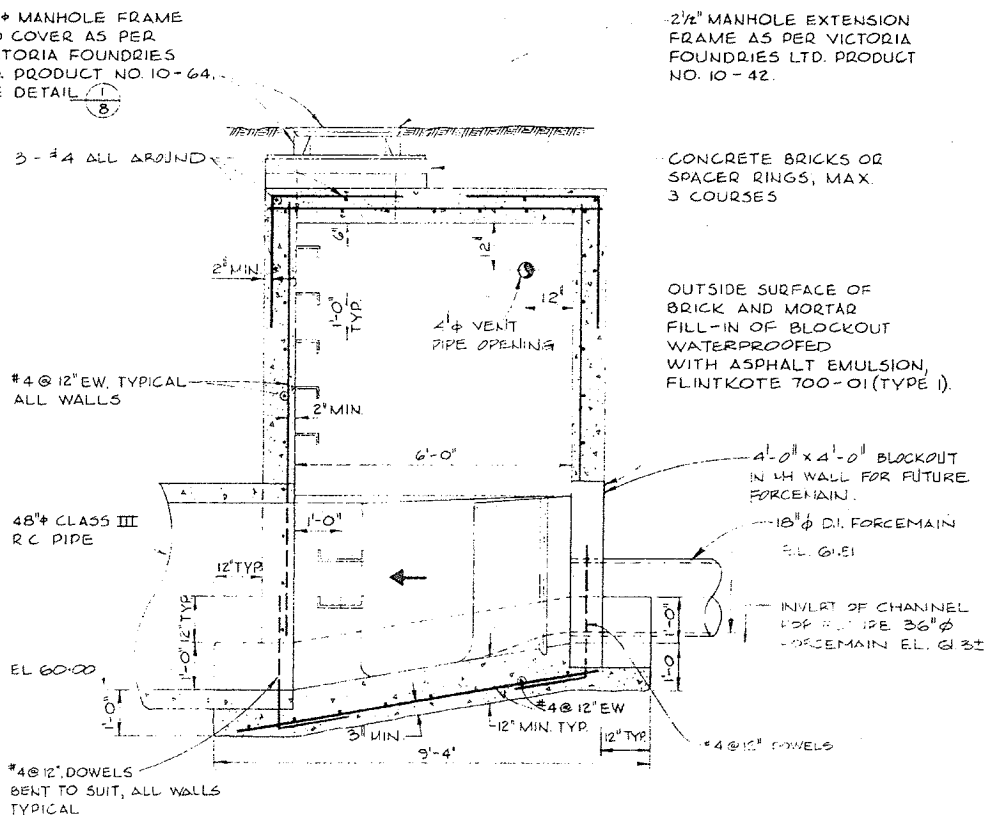 MANHOLE FRAME
COVER AS PER
VICTORIA FOUNDRIES
PRODUCT NO. 10-64,
DETAIL 1
8
3 - #4 ALL AROUND
2" MIN.
#4 @ 12" EW, TYPICAL
ALL WALLS
48"ϕ CLASS III
R C PIPE
EL 60.00
1'-0"
#4@12" DOWELS
BENT TO SUIT, ALL WALLS
TYPICAL
6"
1'-0"
TYP.
12"
12"
4"ϕ VENT
PIPE OPENING
2" MIN.
6'-0"
1'-0"
12" TYP.
12" TYP
1'-0"
3" MIN.
#4@12" EW
12" MIN. TYP.
12" TYP.
9'-4"
1'-0"
1'-0"
2½" MANHOLE EXTENSION
FRAME AS PER VICTORIA
FOUNDRIES LTD. PRODUCT
NO. 10-42.
CONCRETE BRICKS OR
SPACER RINGS, MAX.
3 COURSES
OUTSIDE SURFACE OF
BRICK AND MORTAR
FILL-IN OF BLOCKOUT
WATERPROOFED
WITH ASPHALT EMULSION,
FLINTKOTE 700-01 (TYPE 1).
4'-0" x 4'-0" BLOCKOUT
IN MH WALL FOR FUTURE
FORCEMAIN.
18"ϕ D.I. FORCEMAIN
EL. 61.51
INVERT OF CHANNEL
36"ϕ
FORCEMAIN EL. 61.3±
#4@12" DOWELS